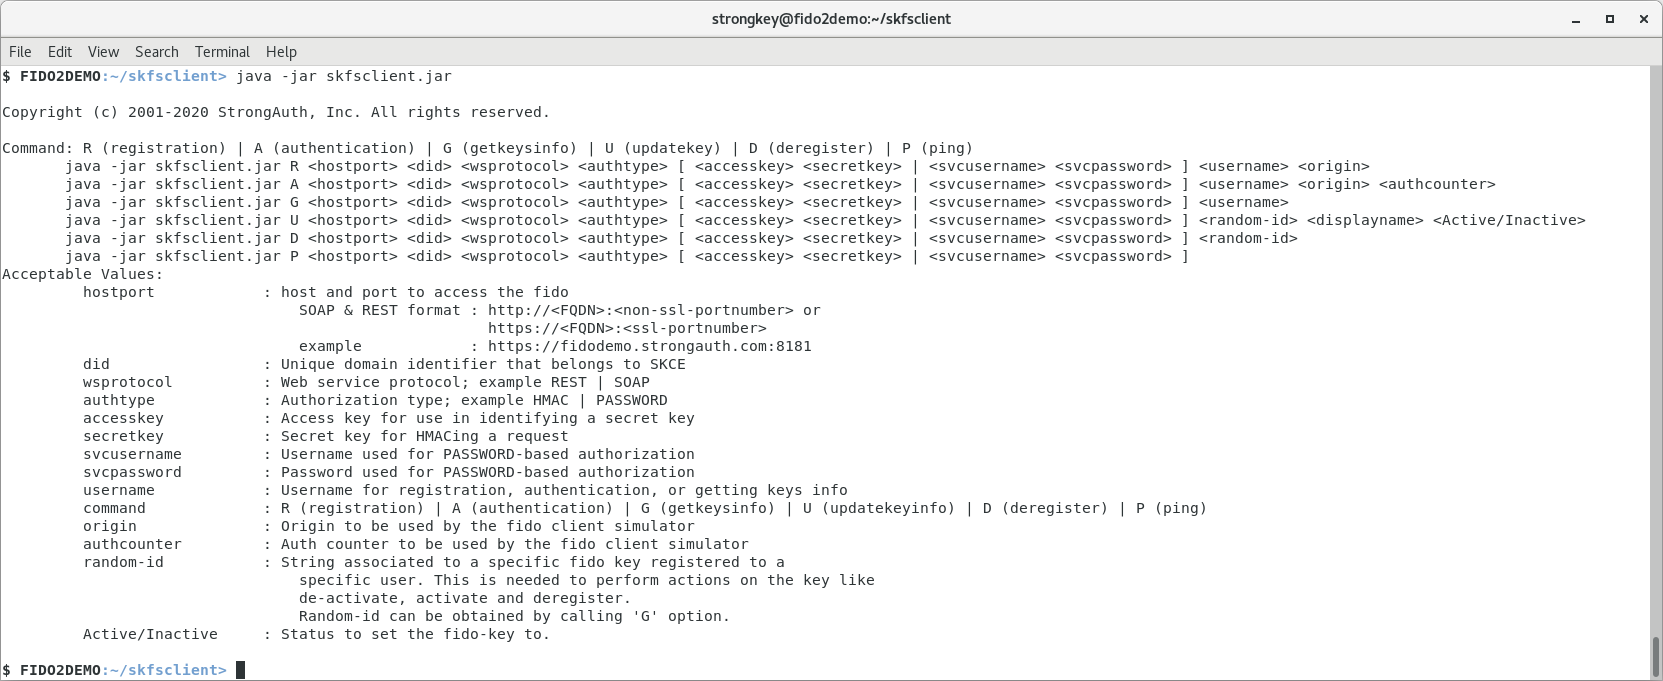 strongkey@fido2demo:~/skfsclient
File Edit View Search Terminal Help
$ FIDO2DEMO:~/skfsclient> java -jar skfsclient.jar
Copyright (c) 2001-2020 StrongAuth, Inc. All rights reserved.
Command: R (registration) | A (authentication) | G (getkeysinfo) | U (updatekey) | D (deregister) | P (ping)
java -jar skfsclient.jar R <hostport> <did> <wsprotocol> <authtype> [ <accesskey> <secretkey> | <svcusername> <svcpassword> ] <username> <origin>
java -jar skfsclient.jar A <hostport> <did> <wsprotocol> <authtype> [ <accesskey> <secretkey> | <svcusername> <svcpassword> ] <username> <origin> <authcounter>
java -jar skfsclient.jar G <hostport> <did> <wsprotocol> <authtype> [ <accesskey> <secretkey> | <svcusername> <svcpassword> ] <username>
java -jar skfsclient.jar U <hostport> <did> <wsprotocol> <authtype> [ <accesskey> <secretkey> | <svcusername> <svcpassword> ] <random-id> <displayname> <Active/Inactive>
java -jar skfsclient.jar D <hostport> <did> <wsprotocol> <authtype> [ <accesskey> <secretkey> | <svcusername> <svcpassword> ] <random-id>
java -jar skfsclient.jar P <hostport> <did> <wsprotocol> <authtype> [ <accesskey> <secretkey> | <svcusername> <svcpassword> ]
Acceptable Values:
hostport : host and port to access the fido
SOAP & REST format : http://<FQDN>:<non-ssl-portnumber> or
https://<FQDN>:<ssl-portnumber>
example : https://fidodemo.strongauth.com:8181
did : Unique domain identifier that belongs to SKCE
wsprotocol : Web service protocol; example REST | SOAP
authtype : Authorization type; example HMAC | PASSWORD
accesskey : Access key for use in identifying a secret key
secretkey : Secret key for HMACing a request
svcusername : Username used for PASSWORD-based authorization
svcpassword : Password used for PASSWORD-based authorization
username : Username for registration, authentication, or getting keys info
command : R (registration) | A (authentication) | G (getkeysinfo) | U (updatekeyinfo) | D (deregister) | P (ping)
origin : Origin to be used by the fido client simulator
authcounter : Auth counter to be used by the fido client simulator
random-id : String associated to a specific fido key registered to a
specific user. This is needed to perform actions on the key like
de-activate, activate and deregister.
Random-id can be obtained by calling 'G' option.
Active/Inactive : Status to set the fido-key to.
$ FIDO2DEMO:~/skfsclient>